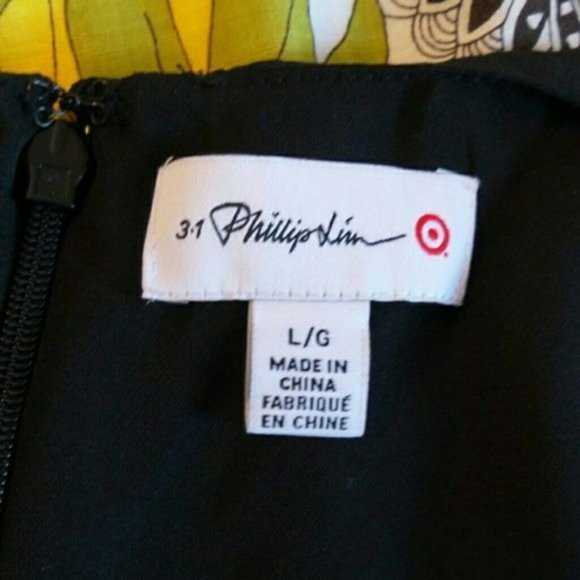 3.1 Phillip Lim
L/G
MADE IN
CHINA
FABRIQUÉ
EN CHINE